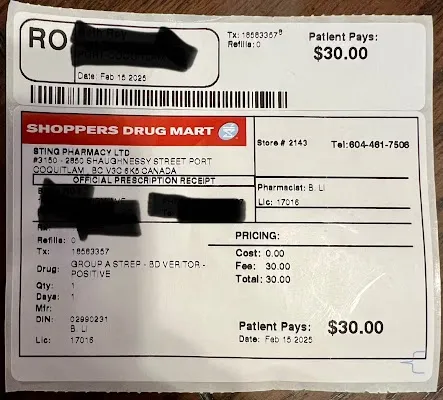 RO
Roy
Date: Feb 15 2025
Tx: 18583357
Refills: 0
Patient Pays:
$30.00
SHOPPERS DRUG MART
STING PHARMACY LTD
#3150 - 2850 SHAUGHNESSY STREET PORT
COQUITLAM, BC V3C 6K5 CANADA
OFFICIAL PRESCRIPTION RECEIPT
Store # 2143
Tel:604-461-7506
Pharmacist: B. LI
Lic: 17016
Refills: 0
Tx: 18583357
Drug: GROUP A STREP - BD VERITOR -
POSITIVE
Qty: 1
Days: 1
Mfr:
DIN: 02990231
B. LI
Lic: 17016
PRICING:
Cost: 0.00
Fee: 30.00
Total: 30.00
Patient Pays: $30.00
Date: Feb 15 2025